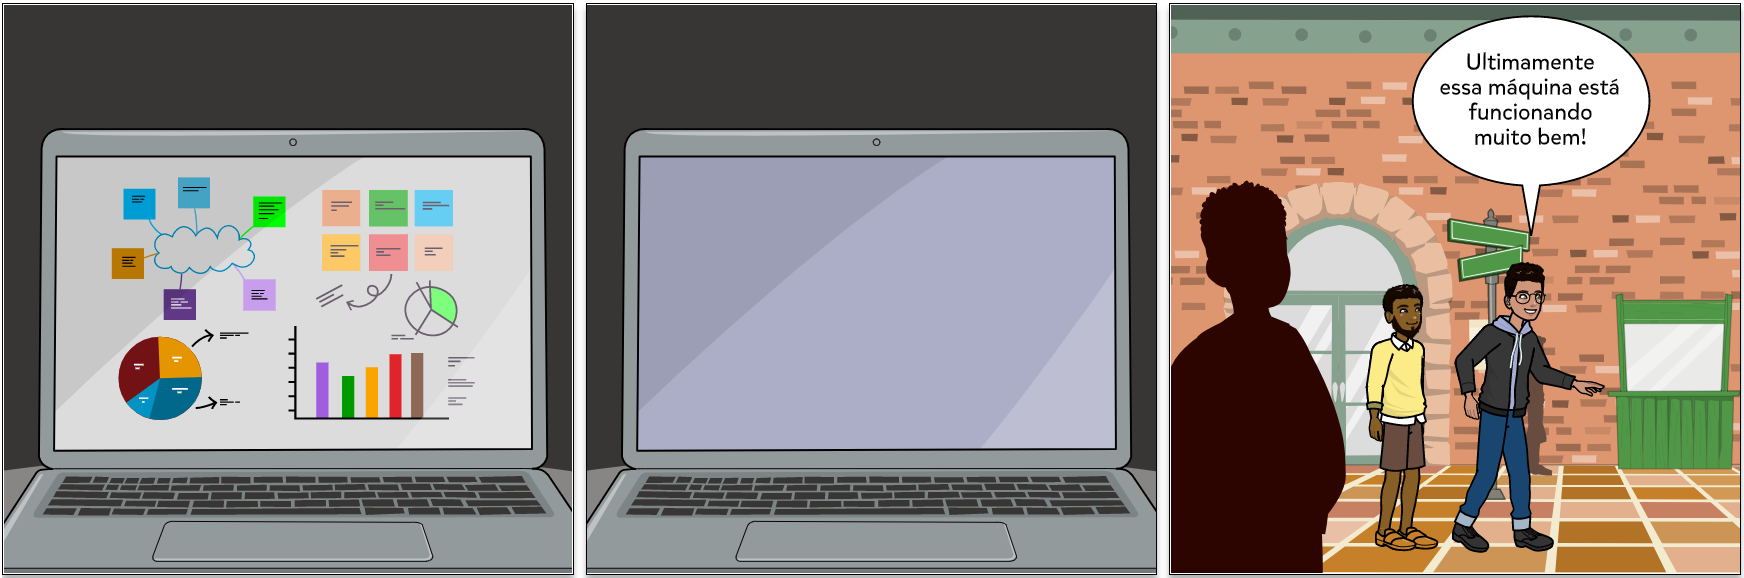 Ultimamente
essa máquina está
funcionando
muito bem!